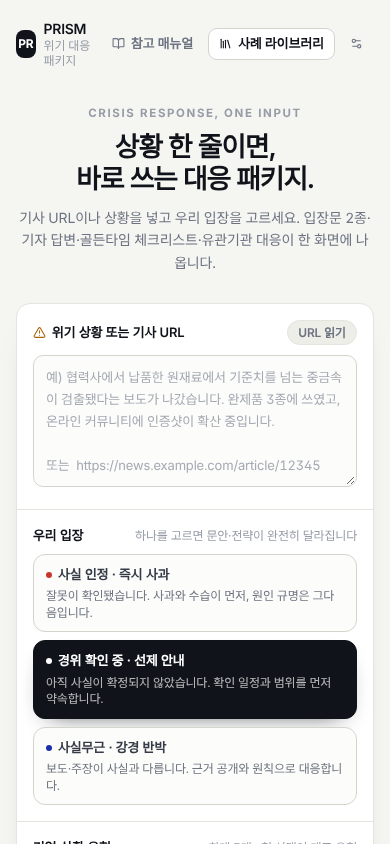 PR
PRISM
위기 대응
패키지
참고 매뉴얼
사례 라이브러리
CRISIS RESPONSE, ONE INPUT
상황 한 줄이면,
바로 쓰는 대응 패키지.
기사 URL이나 상황을 넣고 우리 입장을 고르세요. 입장문 2종·
기자 답변·골든타임 체크리스트·유관기관 대응이 한 화면에 나
옵니다.
위기 상황 또는 기사 URL
URL 읽기
예) 협력사에서 납품한 원재료에서 기준치를 넘는 중금속
이 검출됐다는 보도가 나갔습니다. 완제품 3종에 쓰였고,
온라인 커뮤니티에 인증샷이 확산 중입니다.
또는 https://news.example.com/article/12345
우리 입장
하나를 고르면 문안·전략이 완전히 달라집니다
사실 인정 · 즉시 사과
잘못이 확인됐습니다. 사과와 수습이 먼저, 원인 규명은 그다
음입니다.
경위 확인 중 · 선제 안내
아직 사실이 확정되지 않았습니다. 확인 일정과 범위를 먼저
약속합니다.
사실무근 · 강경 반박
보도·주장이 사실과 다릅니다. 근거 공개와 원칙으로 대응합니
다.